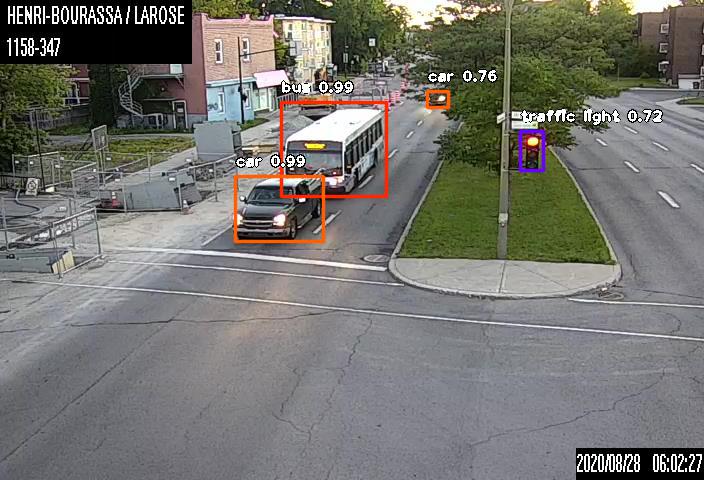 HENRI-BOURASSA / LAROSE
1158-347
bus 0.99
car 0.76
traffic light 0.72
car 0.99
2020/08/28 06:02:27